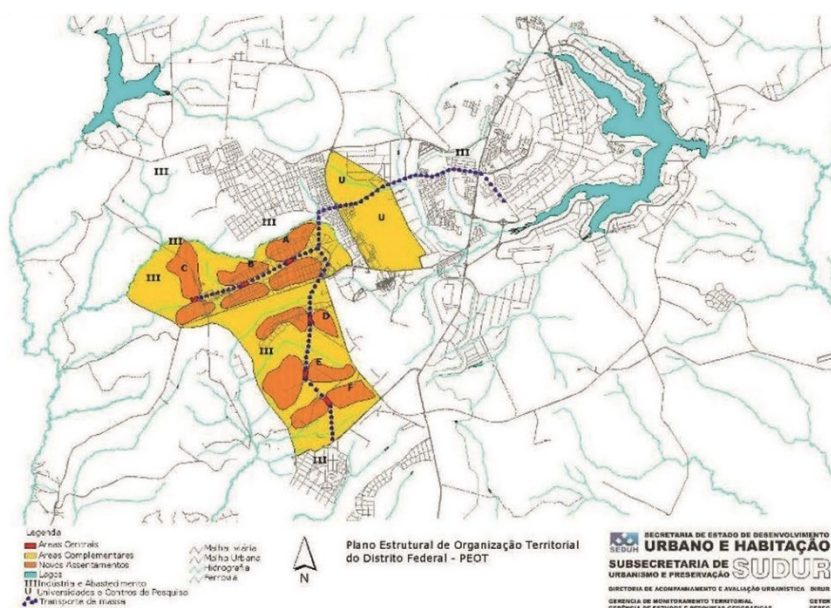 III
III
U
III
U
III
A
III
B
C
III
D
III
E
F
III
Legenda
Áreas Centrais
Áreas Complementares
Novos Assentamentos
Lagos
III Indústria e Abastecimento
U Universidades e Centros de Pesquisa
Transporte de massa
Malha viária
Malha Urbana
Hidrografia
Ferrovia
N
Plano Estrutural de Organização Territorial
do Distrito Federal - PEOT
SEDUH
SECRETARIA DE ESTADO DE DESENVOLVIMENTO
URBANO E HABITAÇÃO
SUBSECRETARIA DE
URBANISMO E PRESERVAÇÃO
SUDUR
DIRETORIA DE ACOMPANHAMENTO E AVALIAÇÃO URBANÍSTICA
GERENCIA DE MONITORAMENTO TERRITORIAL